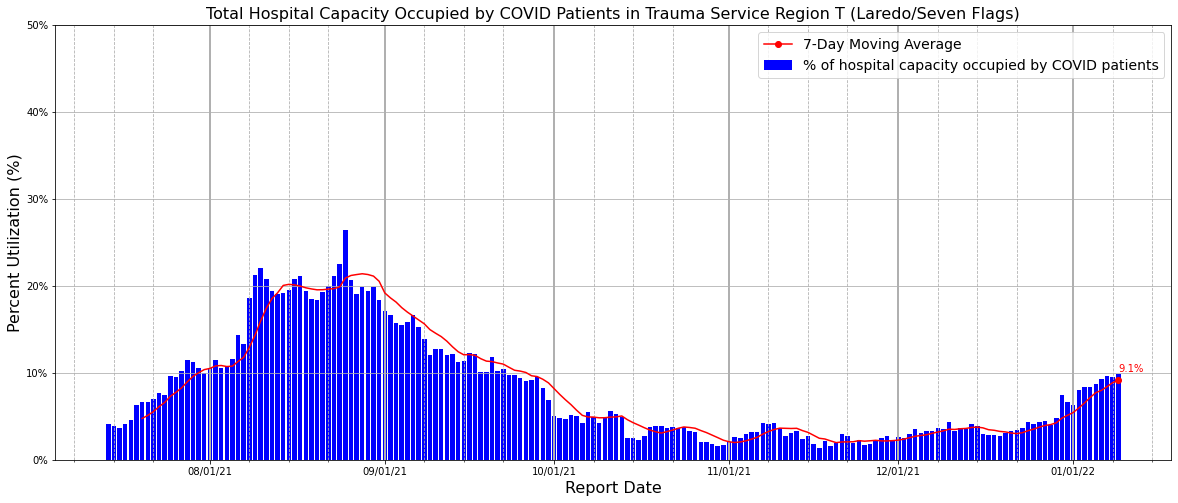 Total Hospital Capacity Occupied by COVID Patients in Trauma Service Region T (Laredo/Seven Flags)
50%
7-Day Moving Average
% of hospital capacity occupied by COVID patients
40%
30%
20%
10%
0%
9.1%
Percent Utilization (%)
08/01/21
09/01/21
10/01/21
11/01/21
12/01/21
01/01/22
Report Date